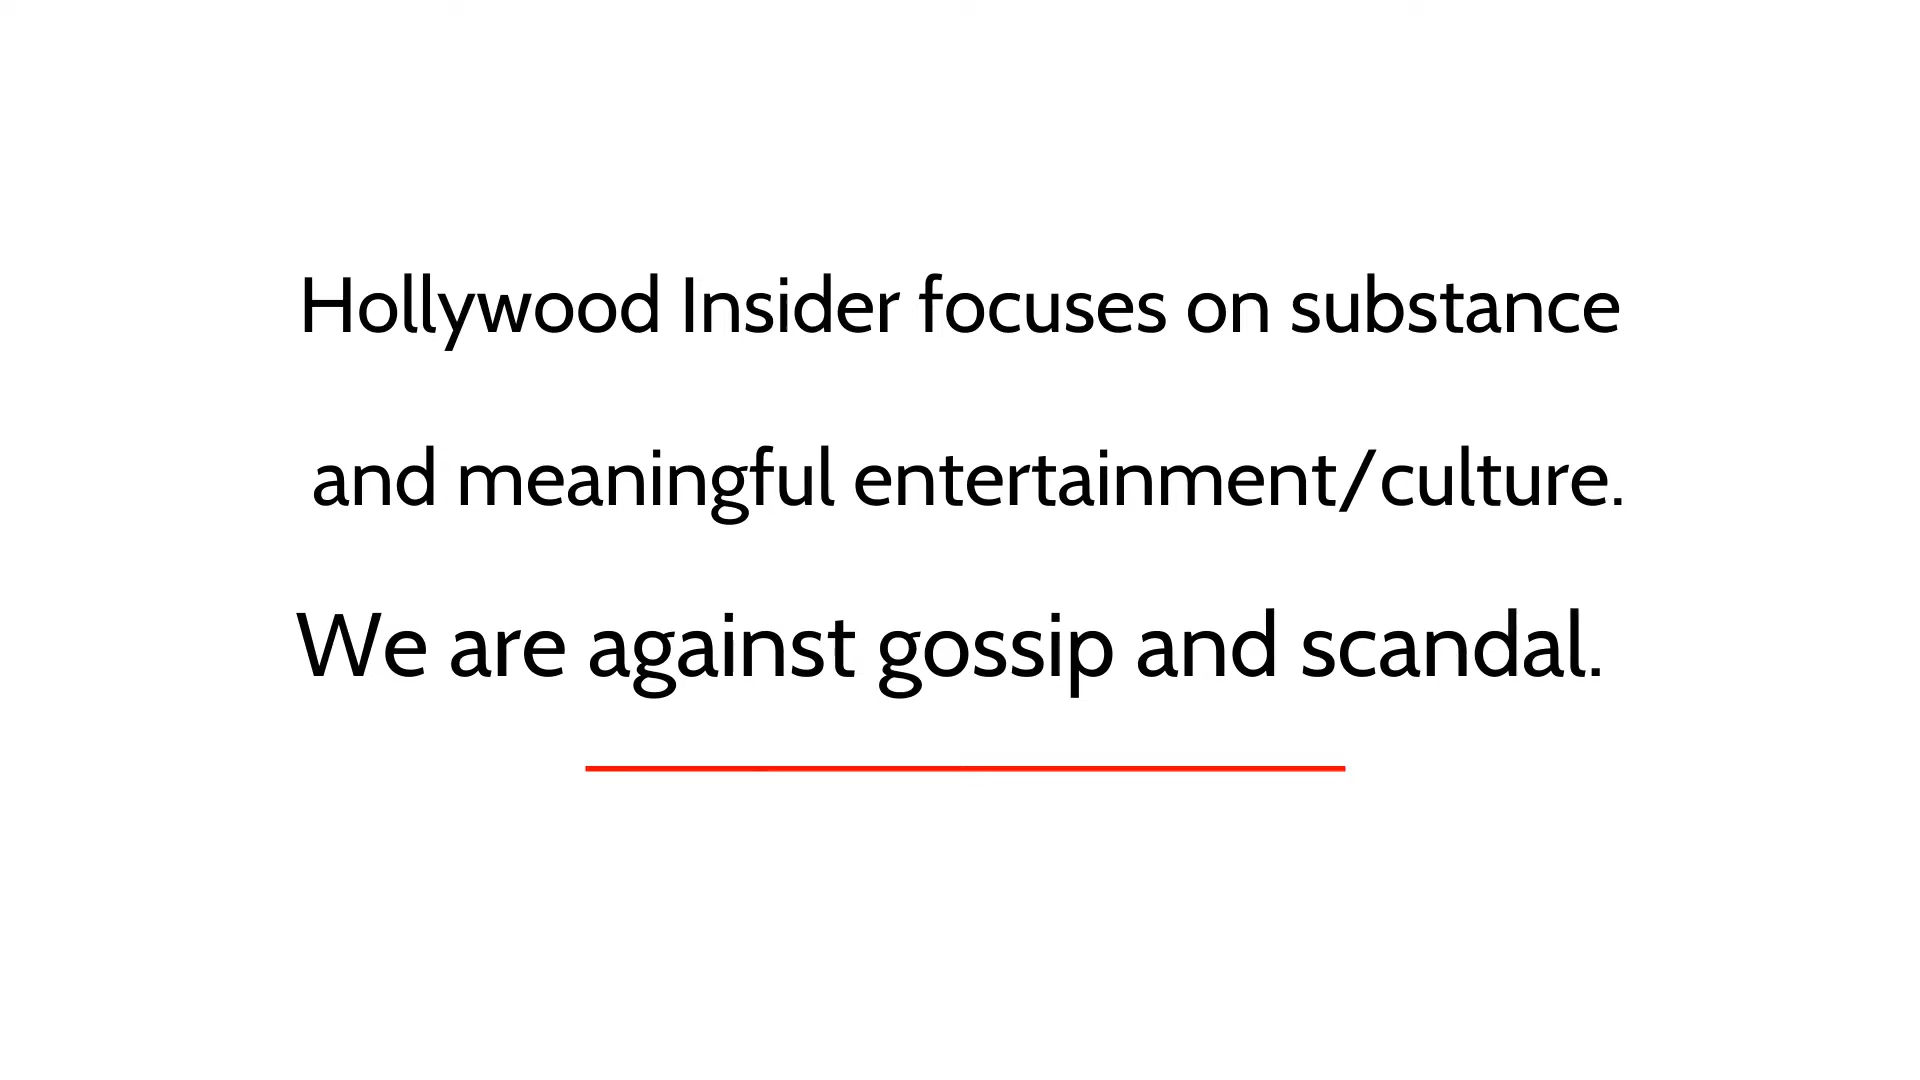 Hollywood Insider focuses on substance
and meaningful entertainment/culture.
We are against gossip and scandal.